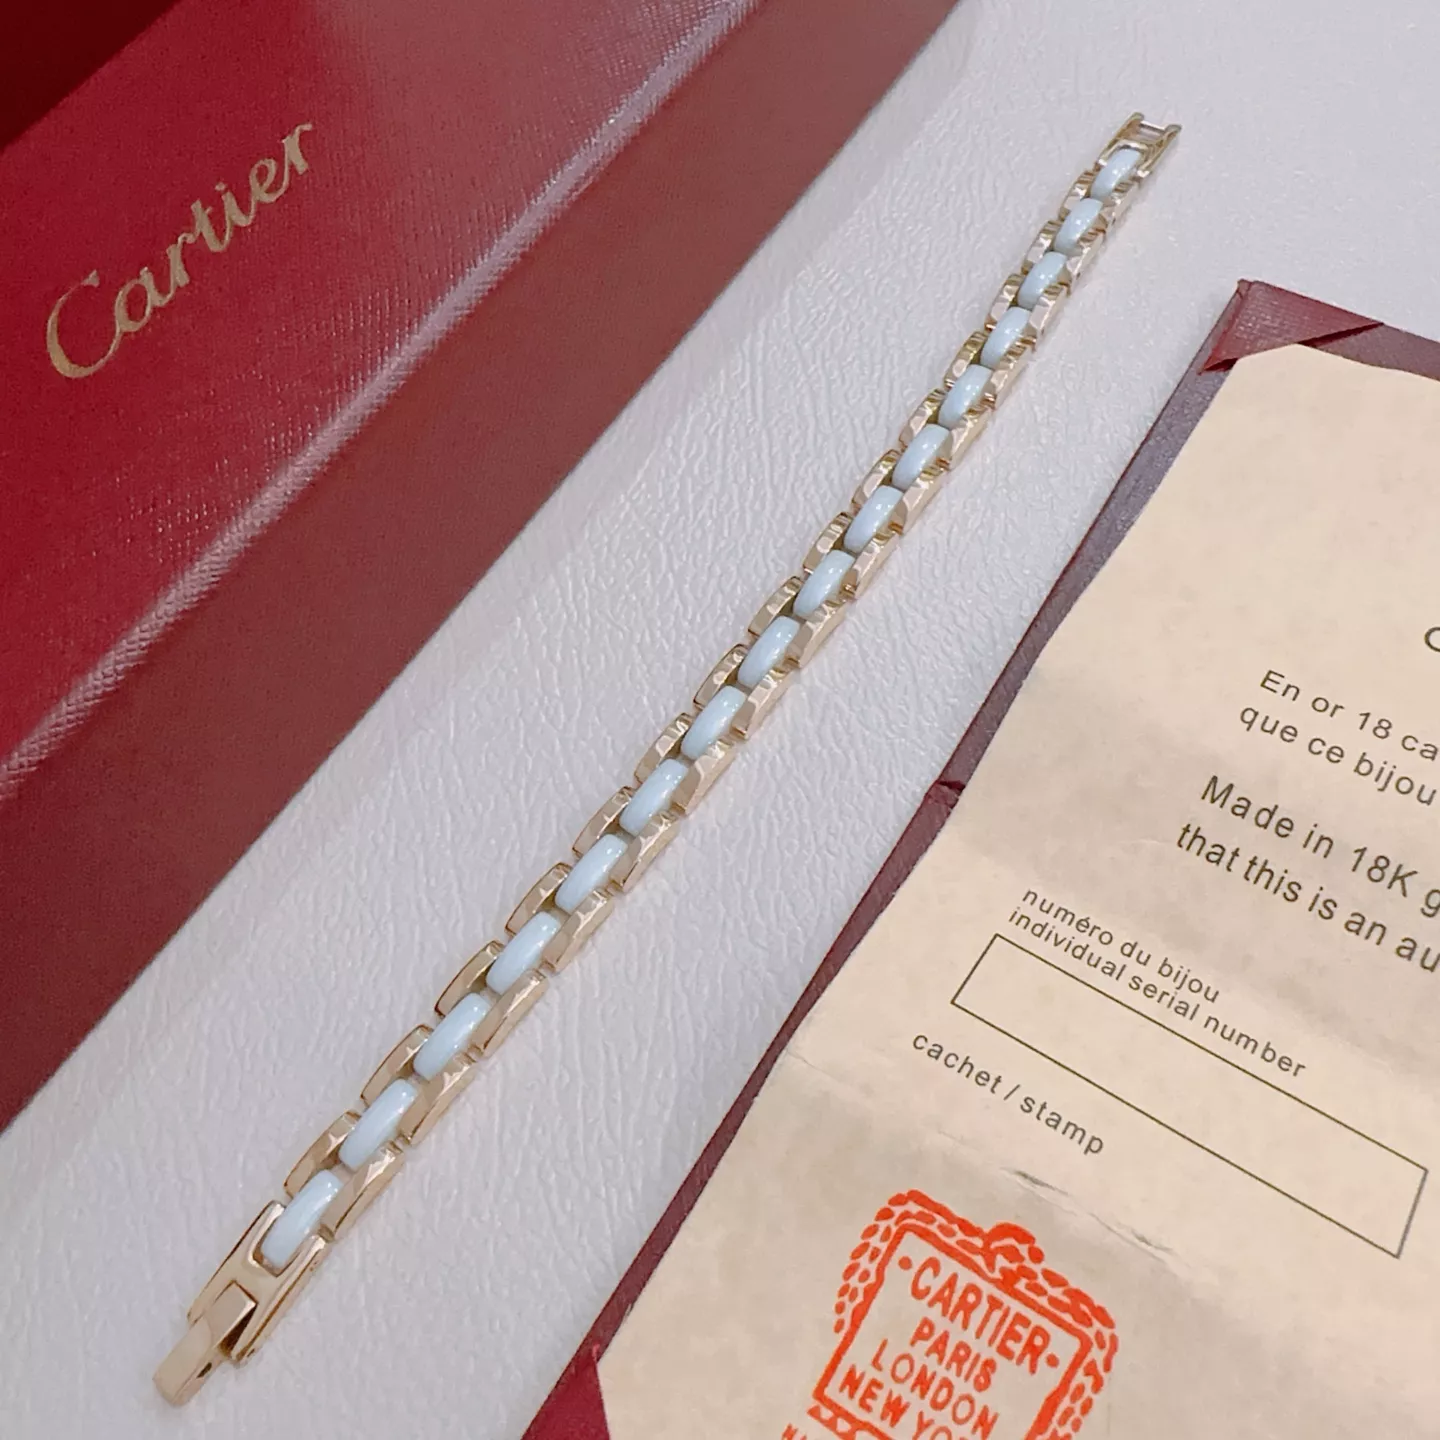 Cartier
En or 18 ca
que ce bijou
Made in 18K g
that this is an au
numéro du bijou
individual serial number
cachet / stamp
·CARTIER·
PARIS
LONDON
NEW YO